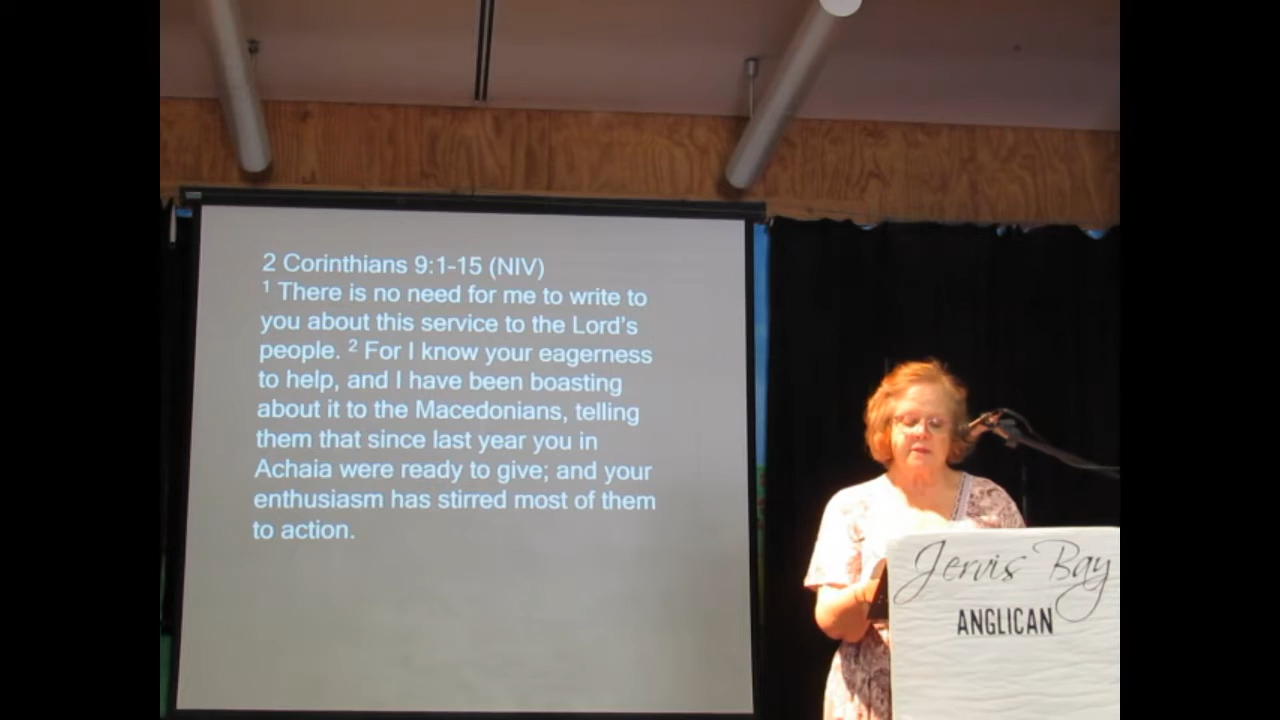 2 Corinthians 9:1-15 (NIV)
1 There is no need for me to write to
you about this service to the Lord's
people. 2 For I know your eagerness
to help, and I have been boasting
about it to the Macedonians, telling
them that since last year you in
Achaia were ready to give; and your
enthusiasm has stirred most of them
to action.
Jervis Bay
ANGLICAN